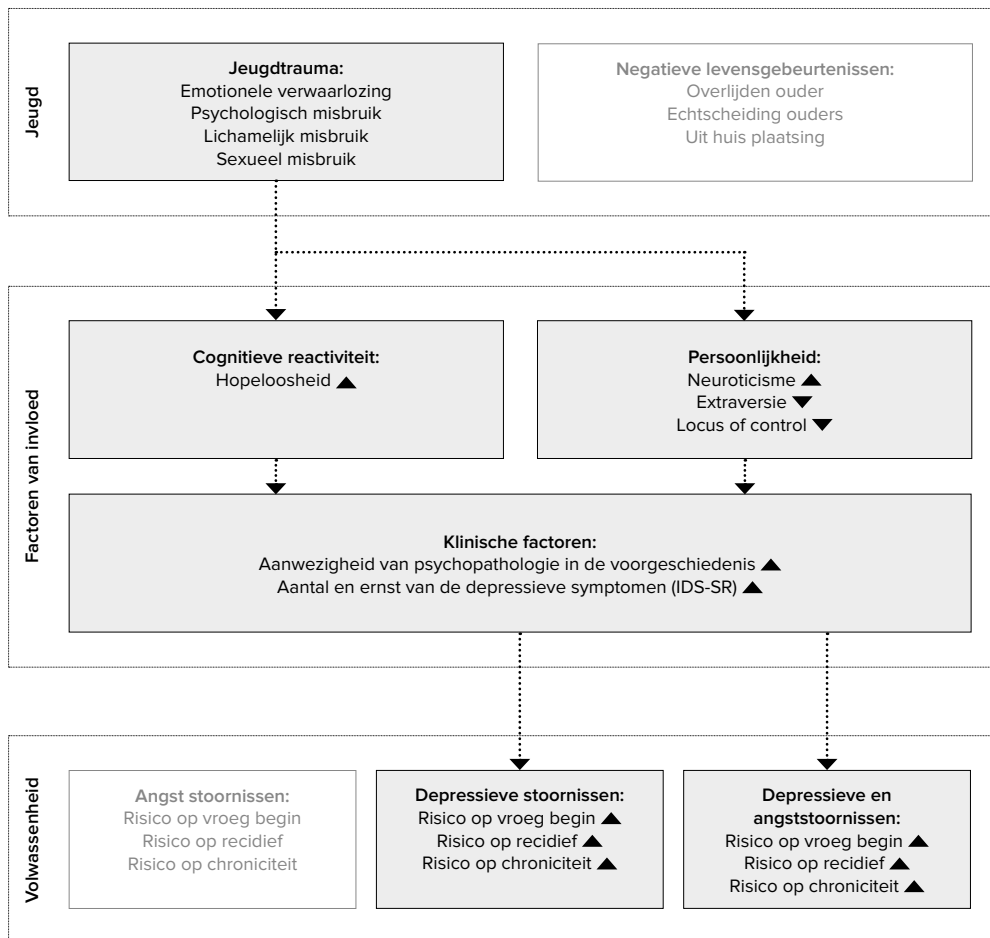 Jeugd
Jeugdtrauma:
Emotionele verwaarlozing
Psychologisch misbruik
Lichamelijk misbruik
Sexueel misbruik
Negatieve levensgebeurtenissen:
Overlijden ouder
Echtscheiding ouders
Uit huis plaatsing
Factoren van invloed
Cognitieve reactiviteit:
Hopeloosheid ▲
Persoonlijkheid:
Neuroticisme ▲
Extraversie ▼
Locus of control ▼
Klinische factoren:
Aanwezigheid van psychopathologie in de voorgeschiedenis ▲
Aantal en ernst van de depressieve symptomen (IDS-SR) ▲
Volwassenheid
Angst stoornissen:
Risico op vroeg begin
Risico op recidief
Risico op chroniciteit
Depressieve stoornissen:
Risico op vroeg begin ▲
Risico op recidief ▲
Risico op chroniciteit ▲
Depressieve en
angststoornissen:
Risico op vroeg begin ▲
Risico op recidief ▲
Risico op chroniciteit ▲